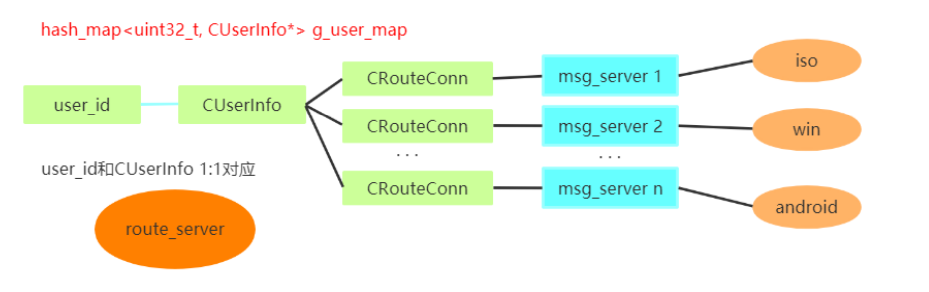 hash_map<uint32_t, CUserInfo*> g_user_map
user_id
CUserInfo
CRouteConn
msg_server 1
iso
CRouteConn
msg_server 2
win
...
...
CRouteConn
msg_server n
android
user_id和CUserInfo 1:1对应
route_server